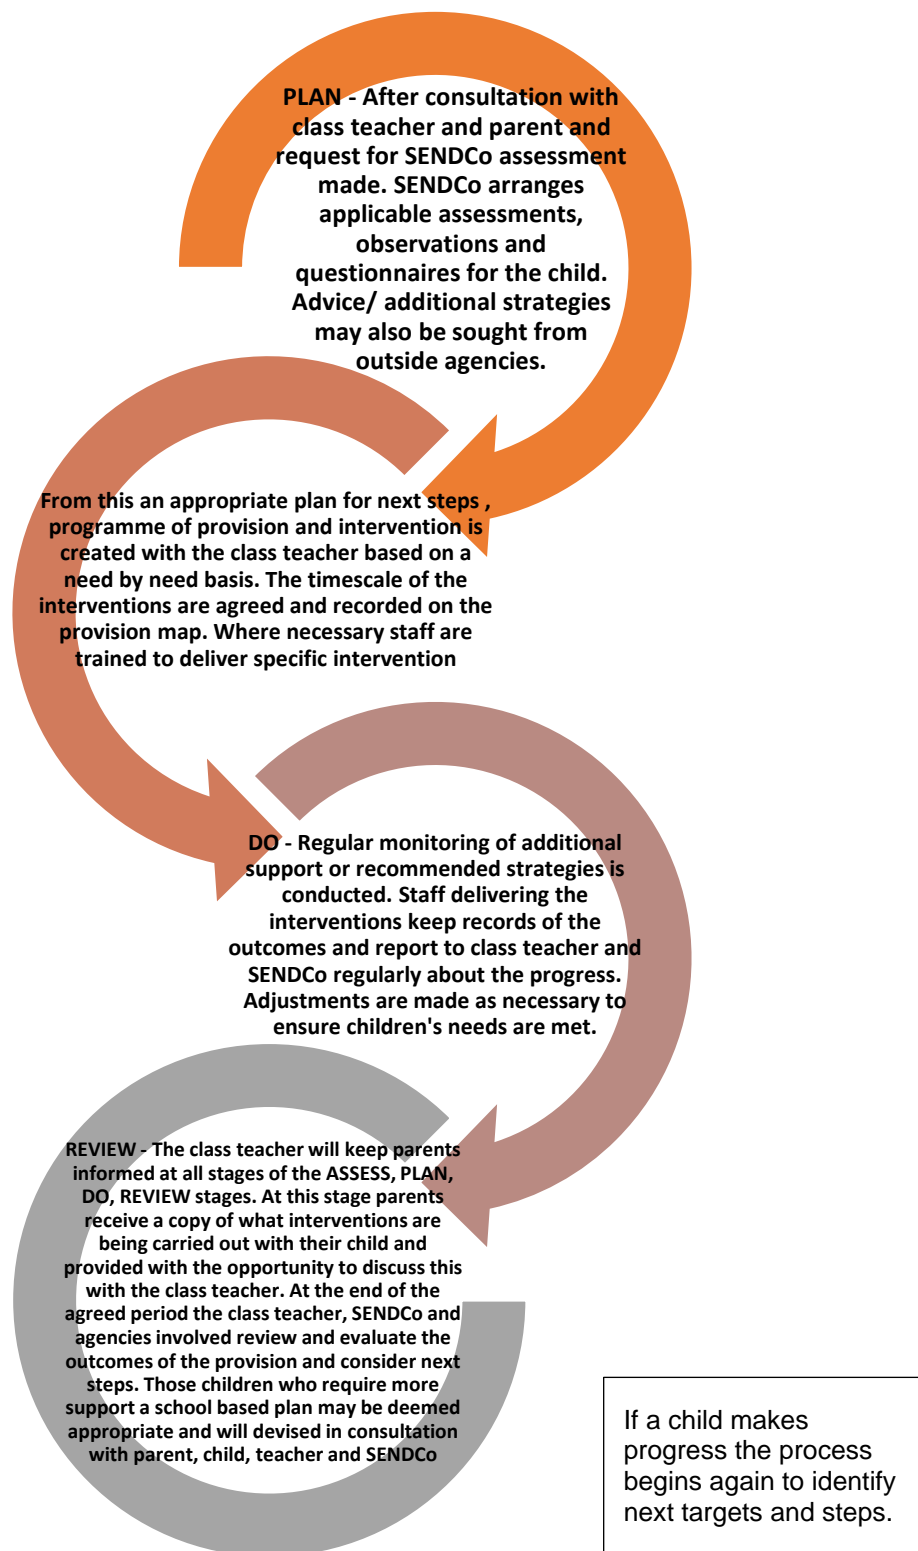 PLAN - After consultation with
class teacher and parent and
request for SENDCo assessment
made. SENDCo arranges
applicable assessments,
observations and
questionnaires for the child.
Advice/ additional strategies
may also be sought from
outside agencies.
From this an appropriate plan for next steps ,
programme of provision and intervention is
created with the class teacher based on a
need by need basis. The timescale of the
interventions are agreed and recorded on the
provision map. Where necessary staff are
trained to deliver specific intervention
DO - Regular monitoring of additional
support or recommended strategies is
conducted. Staff delivering the
interventions keep records of the
outcomes and report to class teacher and
SENDCo regularly about the progress.
Adjustments are made as necessary to
ensure children's needs are met.
REVIEW - The class teacher will keep parents
informed at all stages of the ASSESS, PLAN,
DO, REVIEW stages. At this stage parents
receive a copy of what interventions are
being carried out with their child and
provided with the opportunity to discuss this
with the class teacher. At the end of the
agreed period the class teacher, SENDCo and
agencies involved review and evaluate the
outcomes of the provision and consider next
steps. Those children who require more
support a school based plan may be deemed
appropriate and will devised in consultation
with parent, child, teacher and SENDCo
If a child makes
progress the process
begins again to identify
next targets and steps.